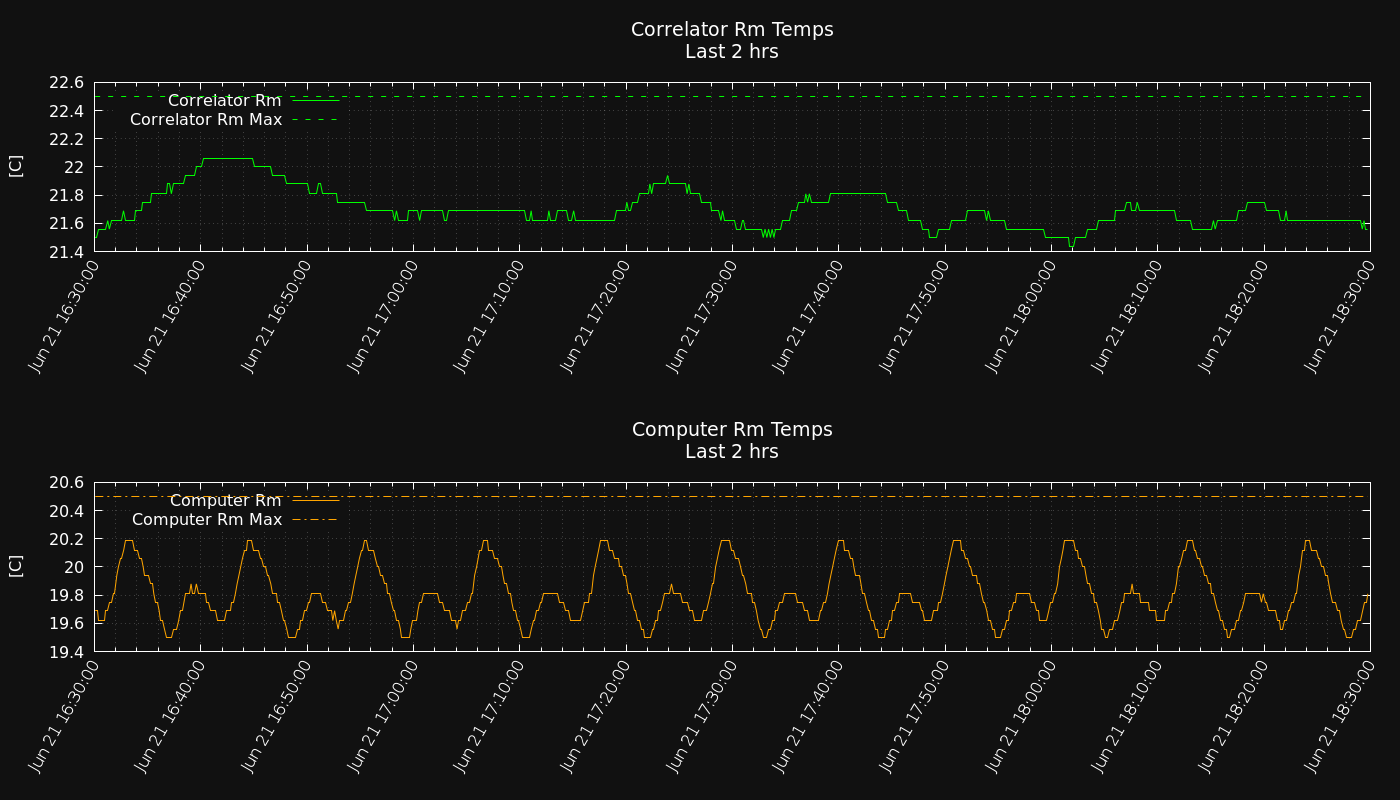 Correlator Rm Temps
Last 2 hrs
22.6
22.4
22.2
22
21.8
21.6
21.4
[C]
Correlator Rm
Correlator Rm Max
Jun 21 16:30:00
Jun 21 16:40:00
Jun 21 16:50:00
Jun 21 17:00:00
Jun 21 17:10:00
Jun 21 17:20:00
Jun 21 17:30:00
Jun 21 17:40:00
Jun 21 17:50:00
Jun 21 18:00:00
Jun 21 18:10:00
Jun 21 18:20:00
Jun 21 18:30:00
Computer Rm Temps
Last 2 hrs
20.6
20.4
20.2
20
19.8
19.6
19.4
[C]
Computer Rm
Computer Rm Max
Jun 21 16:30:00
Jun 21 16:40:00
Jun 21 16:50:00
Jun 21 17:00:00
Jun 21 17:10:00
Jun 21 17:20:00
Jun 21 17:30:00
Jun 21 17:40:00
Jun 21 17:50:00
Jun 21 18:00:00
Jun 21 18:10:00
Jun 21 18:20:00
Jun 21 18:30:00